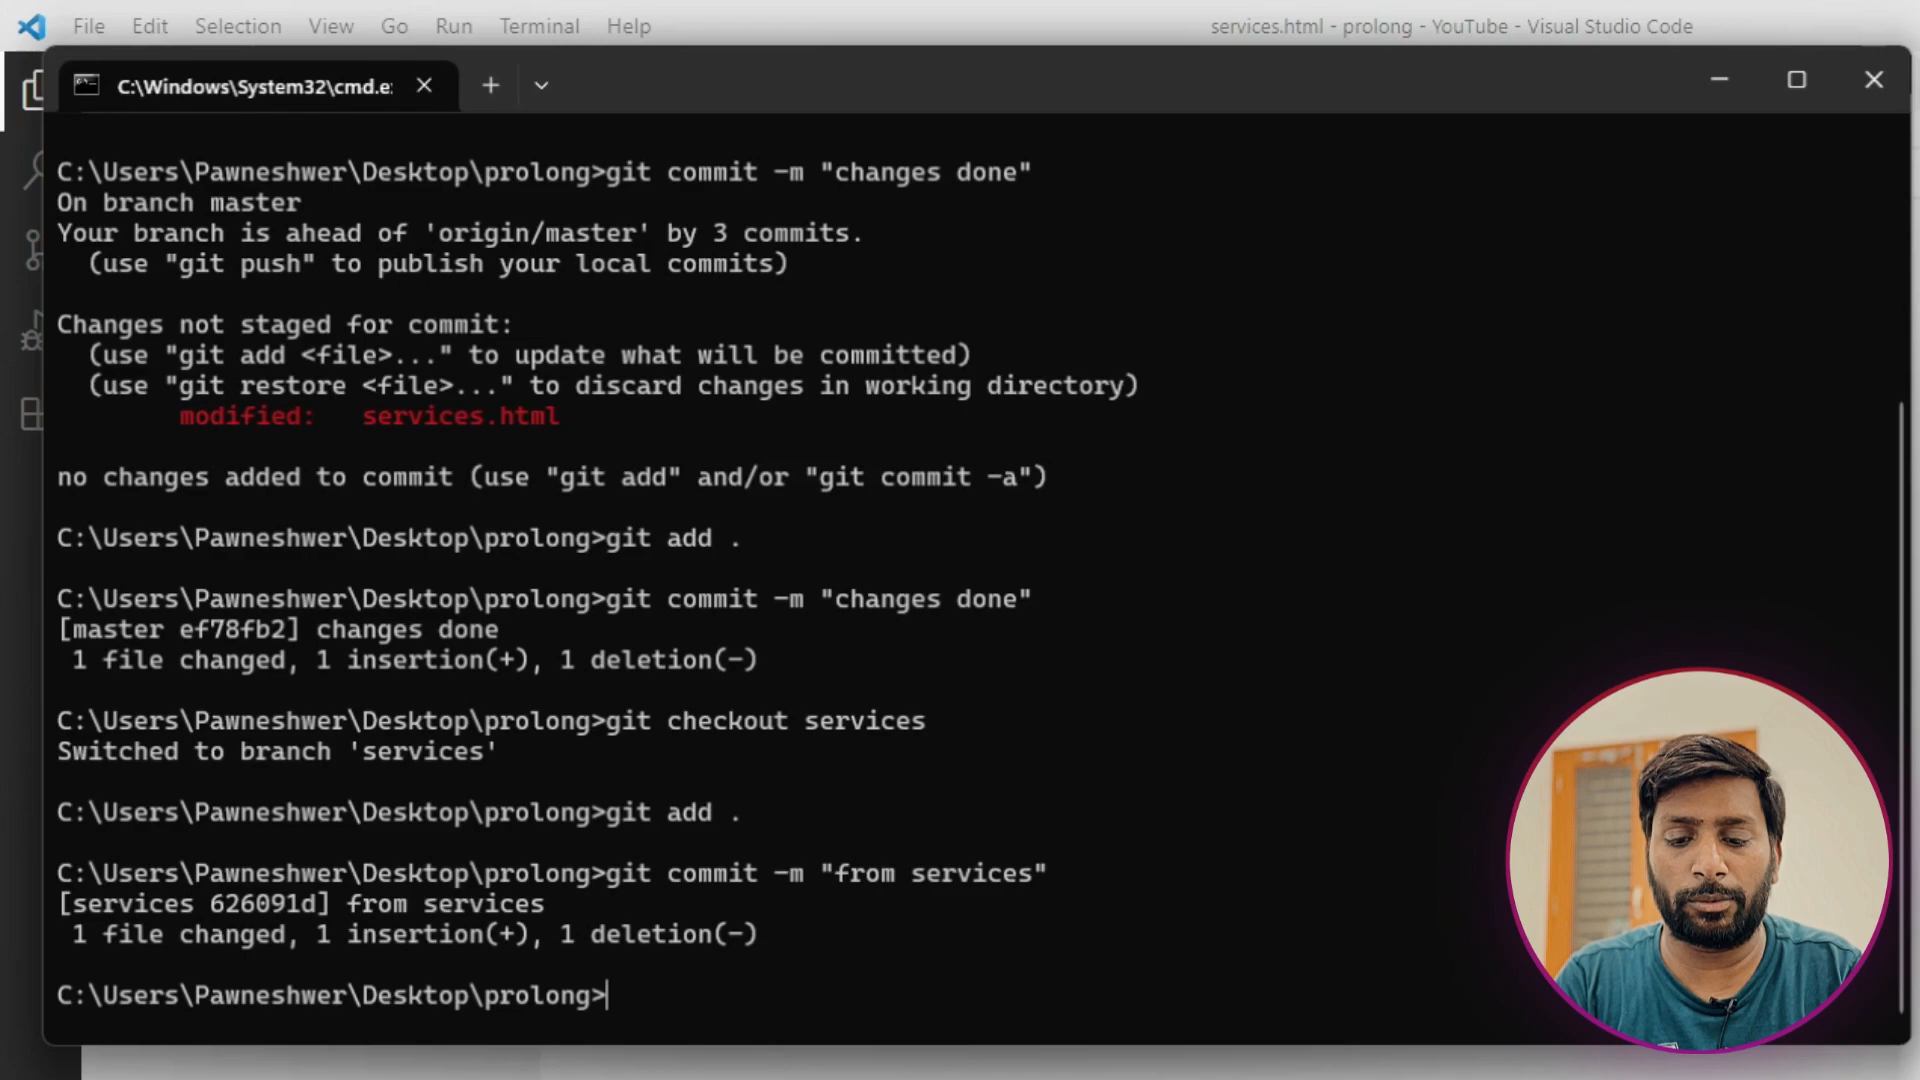 File Edit Selection View Go Run Terminal Help services.html - prolong - YouTube - Visual Studio Code
C:\Windows\System32\cmd.e
C:\Users\Pawneshwer\Desktop\prolong>git commit -m "changes done"
On branch master
Your branch is ahead of 'origin/master' by 3 commits.
  (use "git push" to publish your local commits)
Changes not staged for commit:
  (use "git add <file>..." to update what will be committed)
  (use "git restore <file>..." to discard changes in working directory)
        modified:   services.html
no changes added to commit (use "git add" and/or "git commit -a")
C:\Users\Pawneshwer\Desktop\prolong>git add .
C:\Users\Pawneshwer\Desktop\prolong>git commit -m "changes done"
[master ef78fb2] changes done
 1 file changed, 1 insertion(+), 1 deletion(-)
C:\Users\Pawneshwer\Desktop\prolong>git checkout services
Switched to branch 'services'
C:\Users\Pawneshwer\Desktop\prolong>git add .
C:\Users\Pawneshwer\Desktop\prolong>git commit -m "from services"
[services 626091d] from services
 1 file changed, 1 insertion(+), 1 deletion(-)
C:\Users\Pawneshwer\Desktop\prolong>